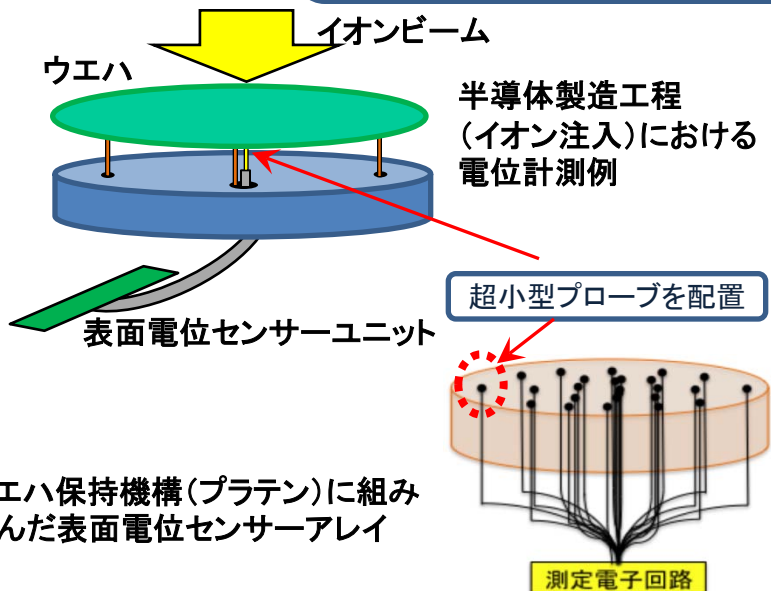 イオンビーム
ウエハ
半導体製造工程
(イオン注入)における
電位計測例
超小型プローブを配置
表面電位センサーユニット
エハ保持機構(プラテン)に組み
んだ表面電位センサーアレイ
測定電子回路